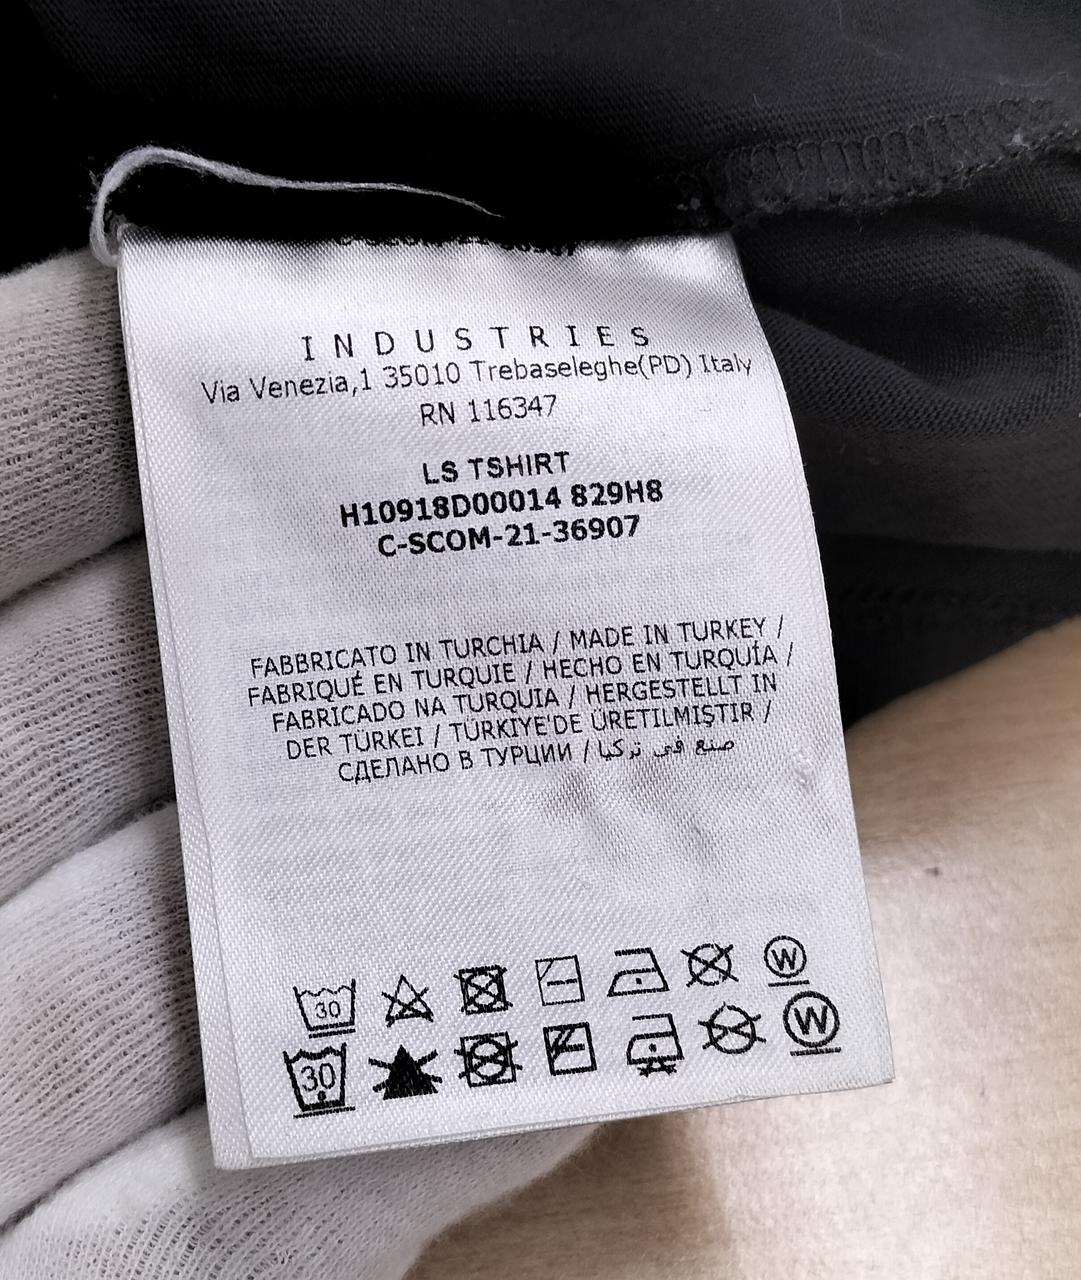 INDUSTRIES
Via Venezia,1 35010 Trebaseleghe(PD) Italy
RN 116347
LS TSHIRT
H10918D00014 829H8
C-SCOM-21-36907
FABBRICATO IN TURCHIA / MADE IN TURKEY /
FABRIQUÉ EN TURQUIE / HECHO EN TURQUÍA /
FABRICADO NA TURQUIA / HERGESTELLT IN
DER TÜRKEI / TÜRKIYE'DE ÜRETILMIŞTIR /
СДЕЛАНО В ТУРЦИИ / صنع في تركيا
30 W
30 W